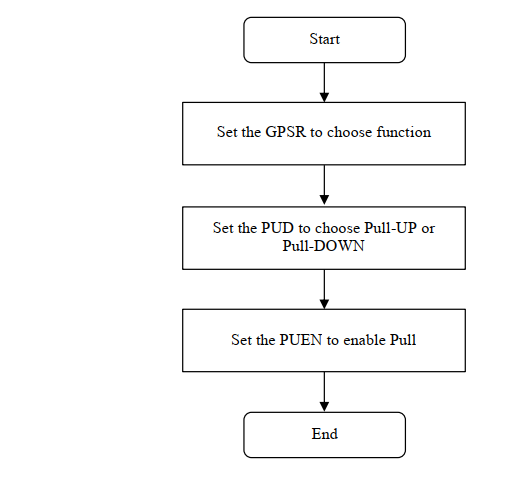 Start
Set the GPSR to choose function
Set the PUD to choose Pull-UP or
Pull-DOWN
Set the PUEN to enable Pull
End